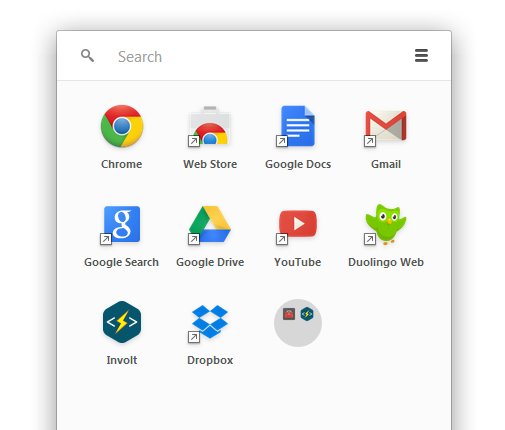 Search
Chrome
Web Store
Google Docs
Gmail
g
Google Search
Google Drive
YouTube
Duolingo Web
Involt
Dropbox